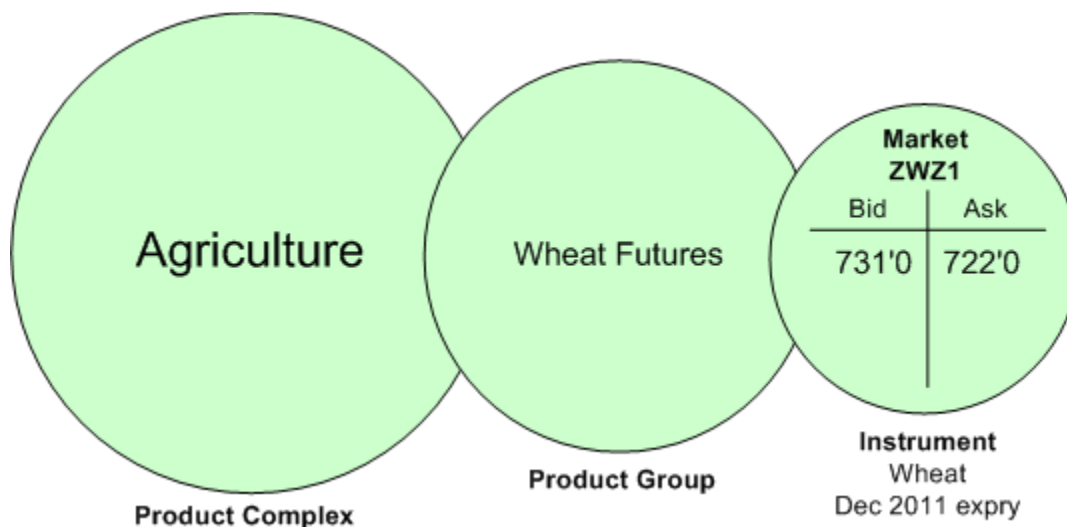 Agriculture
Product Complex
Wheat Futures
Product Group
Market
ZWZ1
Bid Ask
731'0 722'0
Instrument
Wheat
Dec 2011 expry